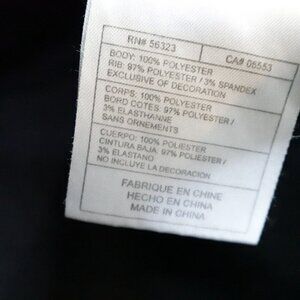 RN# 56323 CA# 05553
BODY: 100% POLYESTER
RIB: 97% POLYESTER / 3% SPANDEX
EXCLUSIVE OF DECORATION
CORPS: 100% POLYESTER
BORD COTES: 97% POLYESTER /
3% ELASTHANNE
SANS ORNEMENTS
CUERPO: 100% POLIESTER
CINTURA BAJA: 97% POLIESTER /
3% ELASTANO
NO INCLUYE LA DECORACION
FABRIQUE EN CHINE
HECHO EN CHINA
MADE IN CHINA